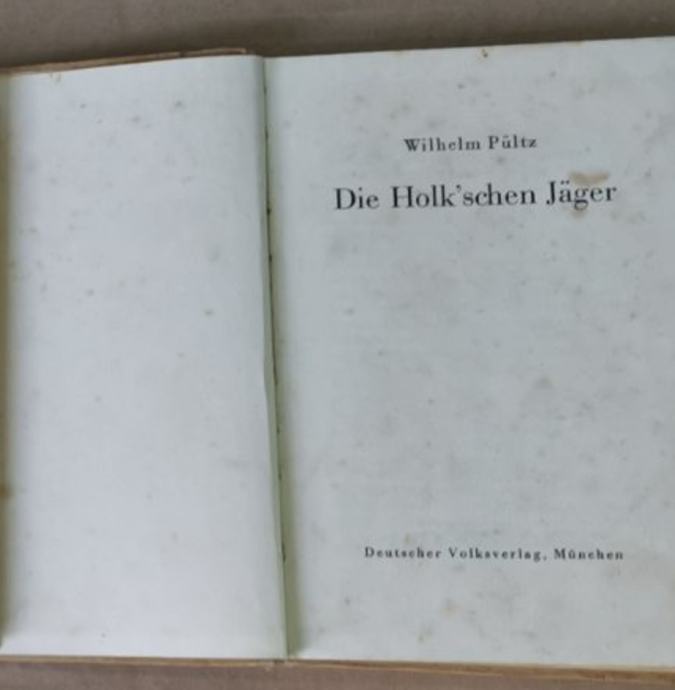 Wilhelm Pültz
Die Holk'schen Jäger
Deutscher Volksverlag, München